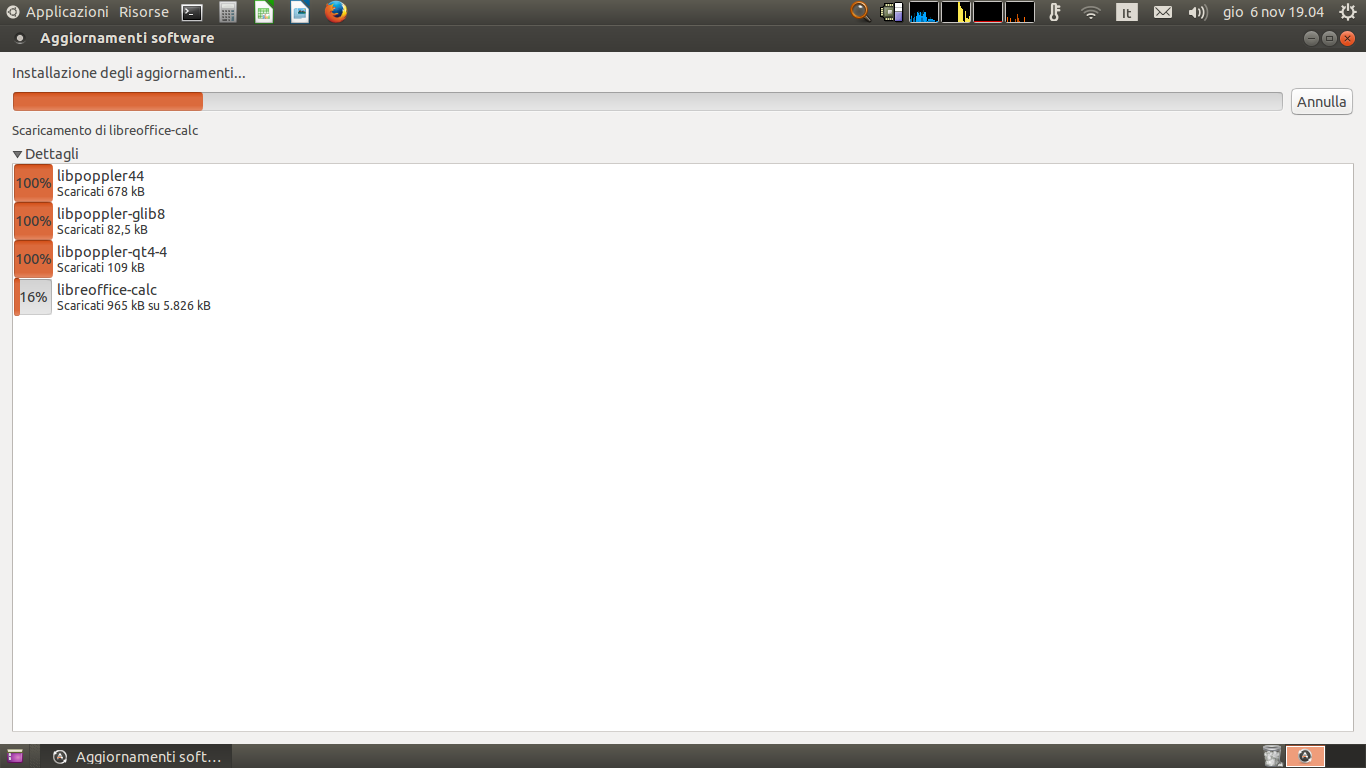 Applicazioni Risorse It gio 6 nov 19.04
Aggiornamenti software
Installazione degli aggiornamenti...
Annulla
Scaricamento di libreoffice-calc
Dettagli
100% libpoppler44
Scaricati 678 kB
100% libpoppler-glib8
Scaricati 82,5 kB
100% libpoppler-qt4-4
Scaricati 109 kB
16% libreoffice-calc
Scaricati 965 kB su 5.826 kB
Aggiornamenti soft...